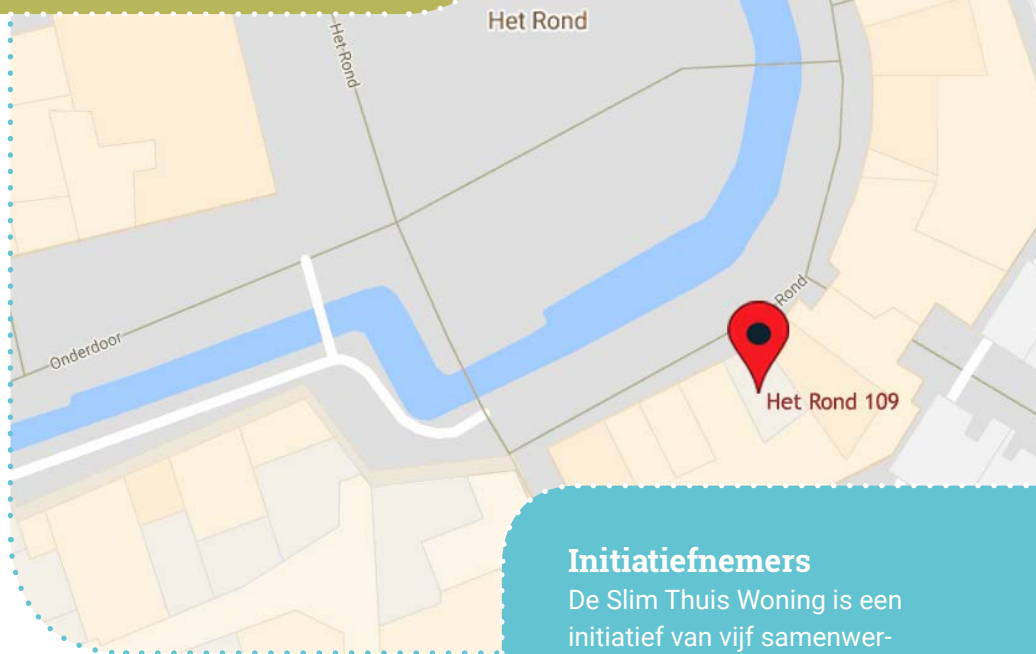 Het Rond
Het Rond
Onderdoor
Rond
Het Rond 109
Initiatiefnemers
De Slim Thuis Woning is een
initiatief van vijf samenwer-